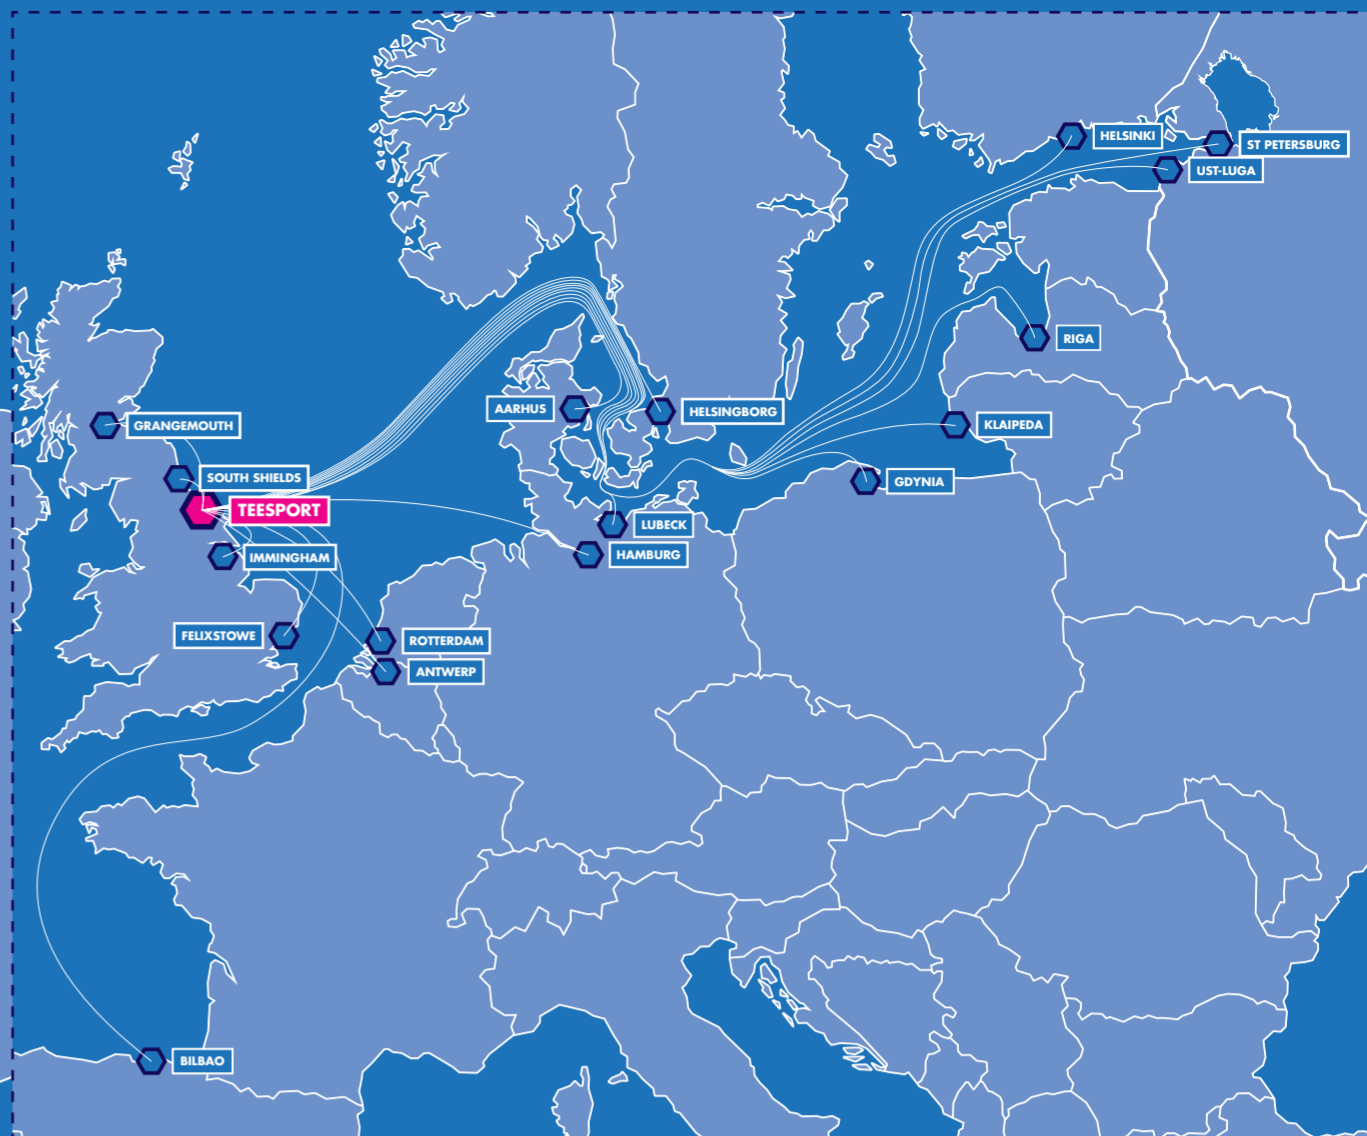 HELSINKI
ST PETERSBURG
UST-LUGA
RIGA
AARHUS
HELSINGBORG
GRANGEMOUTH
KLAIPEDA
SOUTH SHIELDS
GDYNIA
TEESPORT
LUBECK
HAMBURG
IMMINGHAM
FELIXSTOWE
ROTTERDAM
ANTWERP
BILBAO